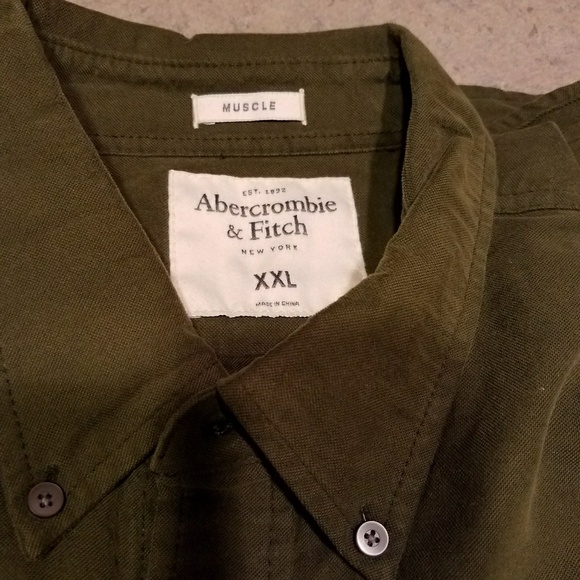 MUSCLE
EST. 1892
Abercrombie
& Fitch
NEW YORK
XXL
MADE IN CHINA